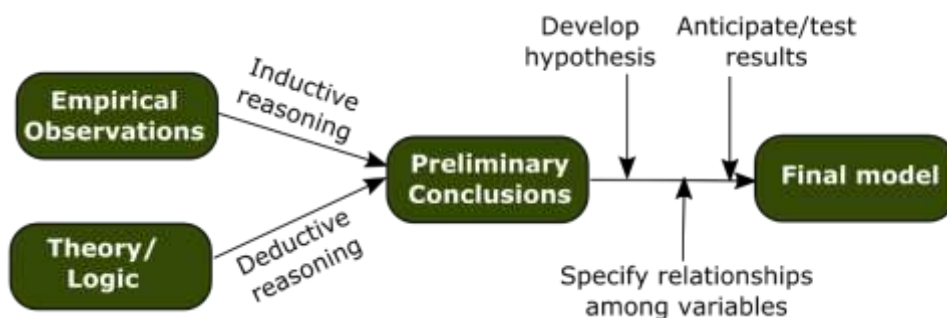 Develop
hypothesis
Anticipate/test
results
Empirical
Observations
Inductive
reasoning
Preliminary
Conclusions
Final model
Theory/
Logic
Deductive
reasoning
Specify relationships
among variables